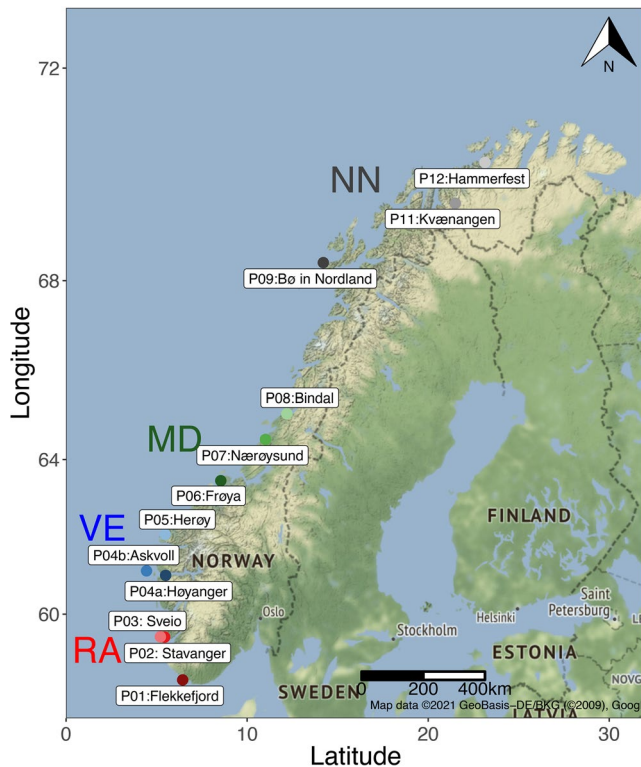 72
N
NN
P12:Hammerfest
P11:Kvænangen
68
P09:Bø in Nordland
Longitude
P08:Bindal
MD
64
P07:Nærøysund
P06:Frøya
P05:Herøy
FINLAND
VE
P04b:Askvoll
NORWAY
P04a:Høyanger
60
Oslo
Helsinki
Saint
Petersburg
P03: Sveio
Stockholm
RA
P02: Stavanger
ESTONIA
P01:Flekkefjord
SWEDEN
0 200 400km
NOVG
Map data ©2021 GeoBasis-DE/BKG (©2009), Goog
LATVIA
0 10 20 30
Latitude